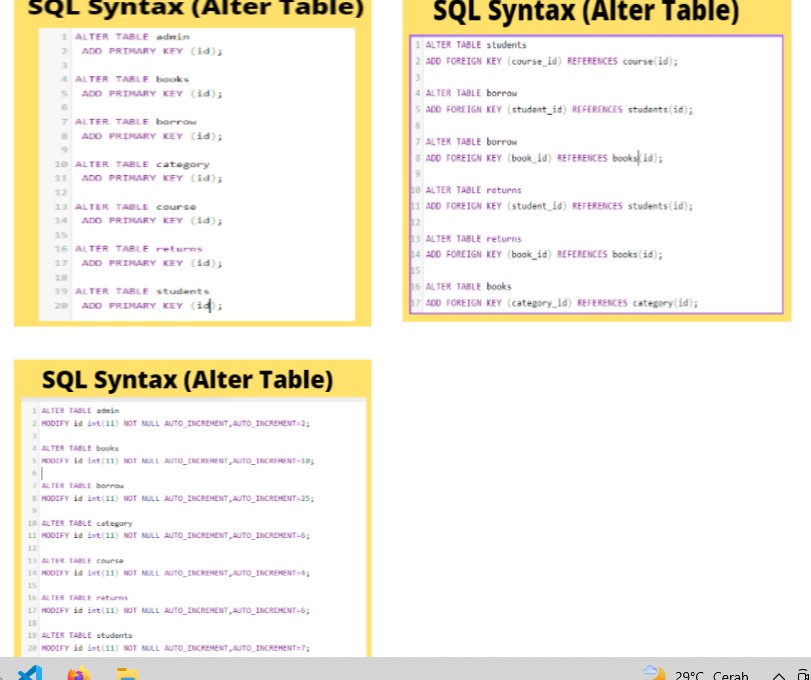 SQL Syntax (Alter Table)
1 ALTER TABLE admin
2 ADD PRIMARY KEY (id);
3
4 ALTER TABLE books
5 ADD PRIMARY KEY (id);
6
7 ALTER TABLE borrow
8 ADD PRIMARY KEY (id);
9
10 ALTER TABLE category
11 ADD PRIMARY KEY (id);
12
13 ALTER TABLE course
14 ADD PRIMARY KEY (id);
15
16 ALTER TABLE returns
17 ADD PRIMARY KEY (id);
18
19 ALTER TABLE students
20 ADD PRIMARY KEY (id);
SQL Syntax (Alter Table)
1 ALTER TABLE students
2 ADD FOREIGN KEY (course_id) REFERENCES course(id);
3
4 ALTER TABLE borrow
5 ADD FOREIGN KEY (student_id) REFERENCES students(id);
6
7 ALTER TABLE borrow
8 ADD FOREIGN KEY (book_id) REFERENCES books(id);
9
10 ALTER TABLE returns
11 ADD FOREIGN KEY (student_id) REFERENCES students(id);
12
13 ALTER TABLE returns
14 ADD FOREIGN KEY (book_id) REFERENCES books(id);
15
16 ALTER TABLE books
17 ADD FOREIGN KEY (category_id) REFERENCES category(id);
SQL Syntax (Alter Table)
1 ALTER TABLE admin
2 MODIFY id int(11) NOT NULL AUTO_INCREMENT,AUTO_INCREMENT=2;
3
4 ALTER TABLE books
5 MODIFY id int(11) NOT NULL AUTO_INCREMENT,AUTO_INCREMENT=10;
6
7 ALTER TABLE borrow
8 MODIFY id int(11) NOT NULL AUTO_INCREMENT,AUTO_INCREMENT=25;
9
10 ALTER TABLE category
11 MODIFY id int(11) NOT NULL AUTO_INCREMENT,AUTO_INCREMENT=6;
12
13 ALTER TABLE course
14 MODIFY id int(11) NOT NULL AUTO_INCREMENT,AUTO_INCREMENT=4;
15
16 ALTER TABLE returns
17 MODIFY id int(11) NOT NULL AUTO_INCREMENT,AUTO_INCREMENT=6;
18
19 ALTER TABLE students
20 MODIFY id int(11) NOT NULL AUTO_INCREMENT,AUTO_INCREMENT=7;
29°C Cerah